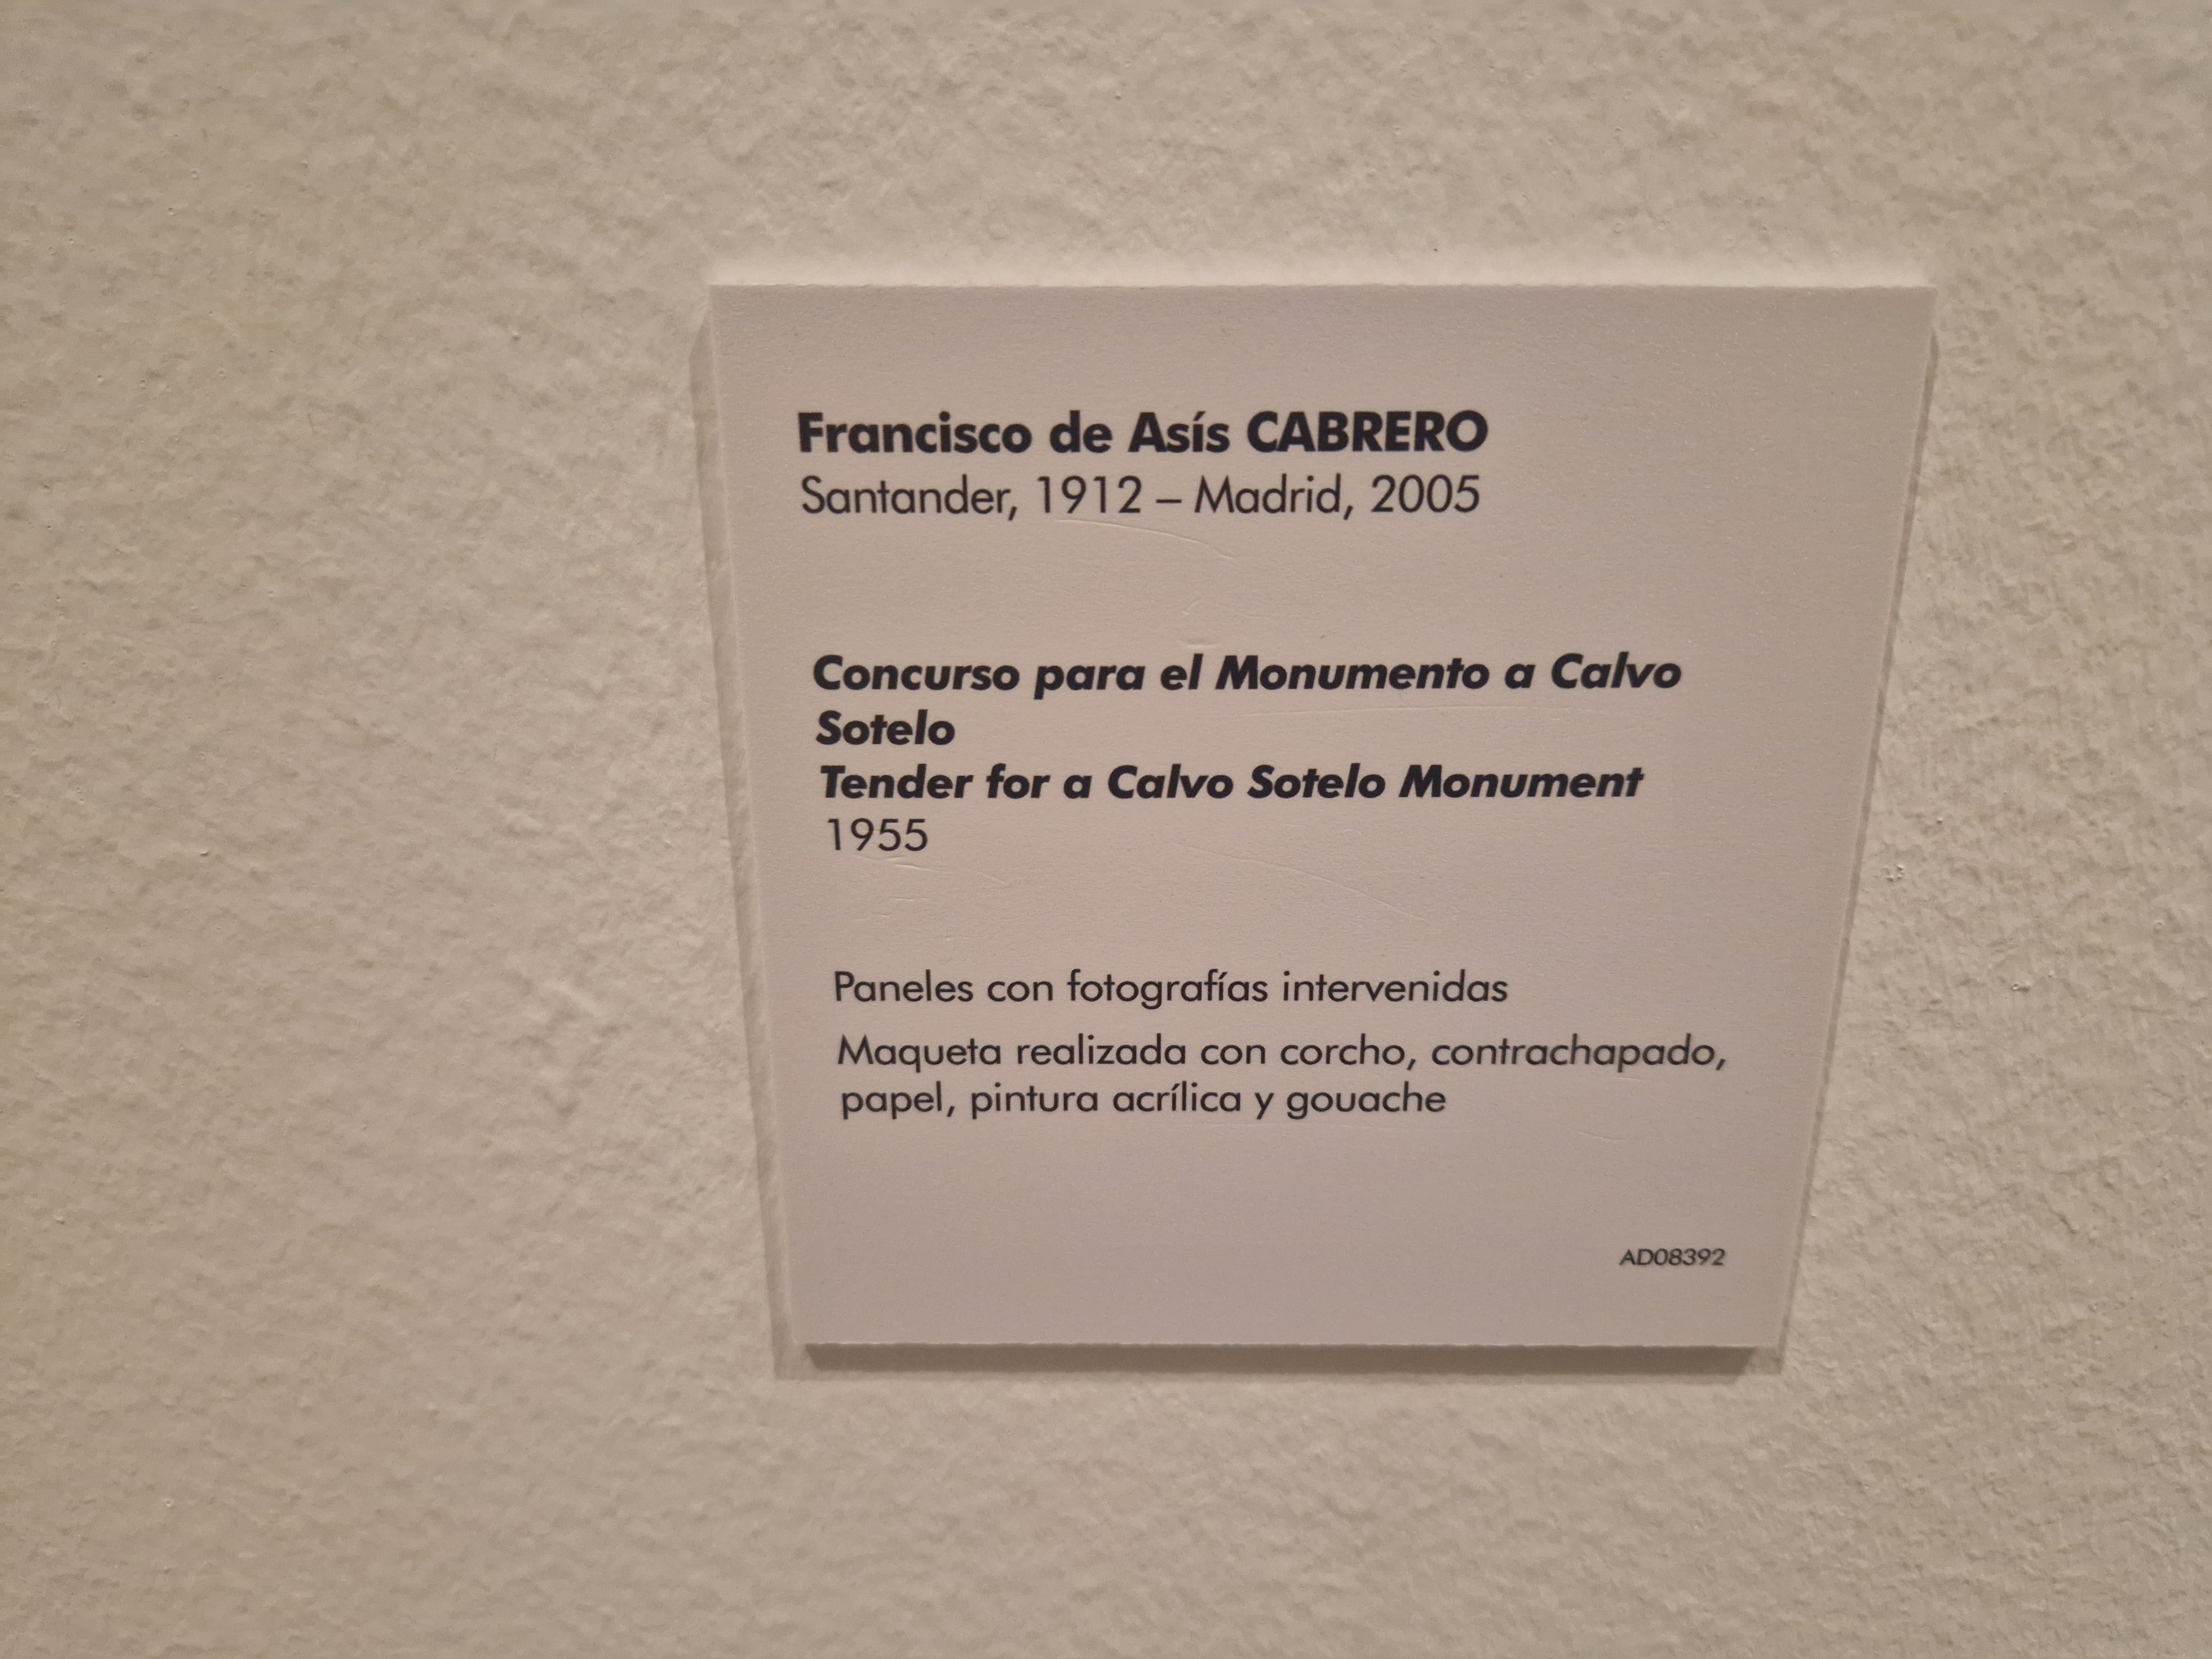 Francisco de Asís CABRERO
Santander, 1912 – Madrid, 2005
Concurso para el Monumento a Calvo
Sotelo
Tender for a Calvo Sotelo Monument
1955
Paneles con fotografías intervenidas
Maqueta realizada con corcho, contrachapado,
papel, pintura acrílica y gouache
AD08392